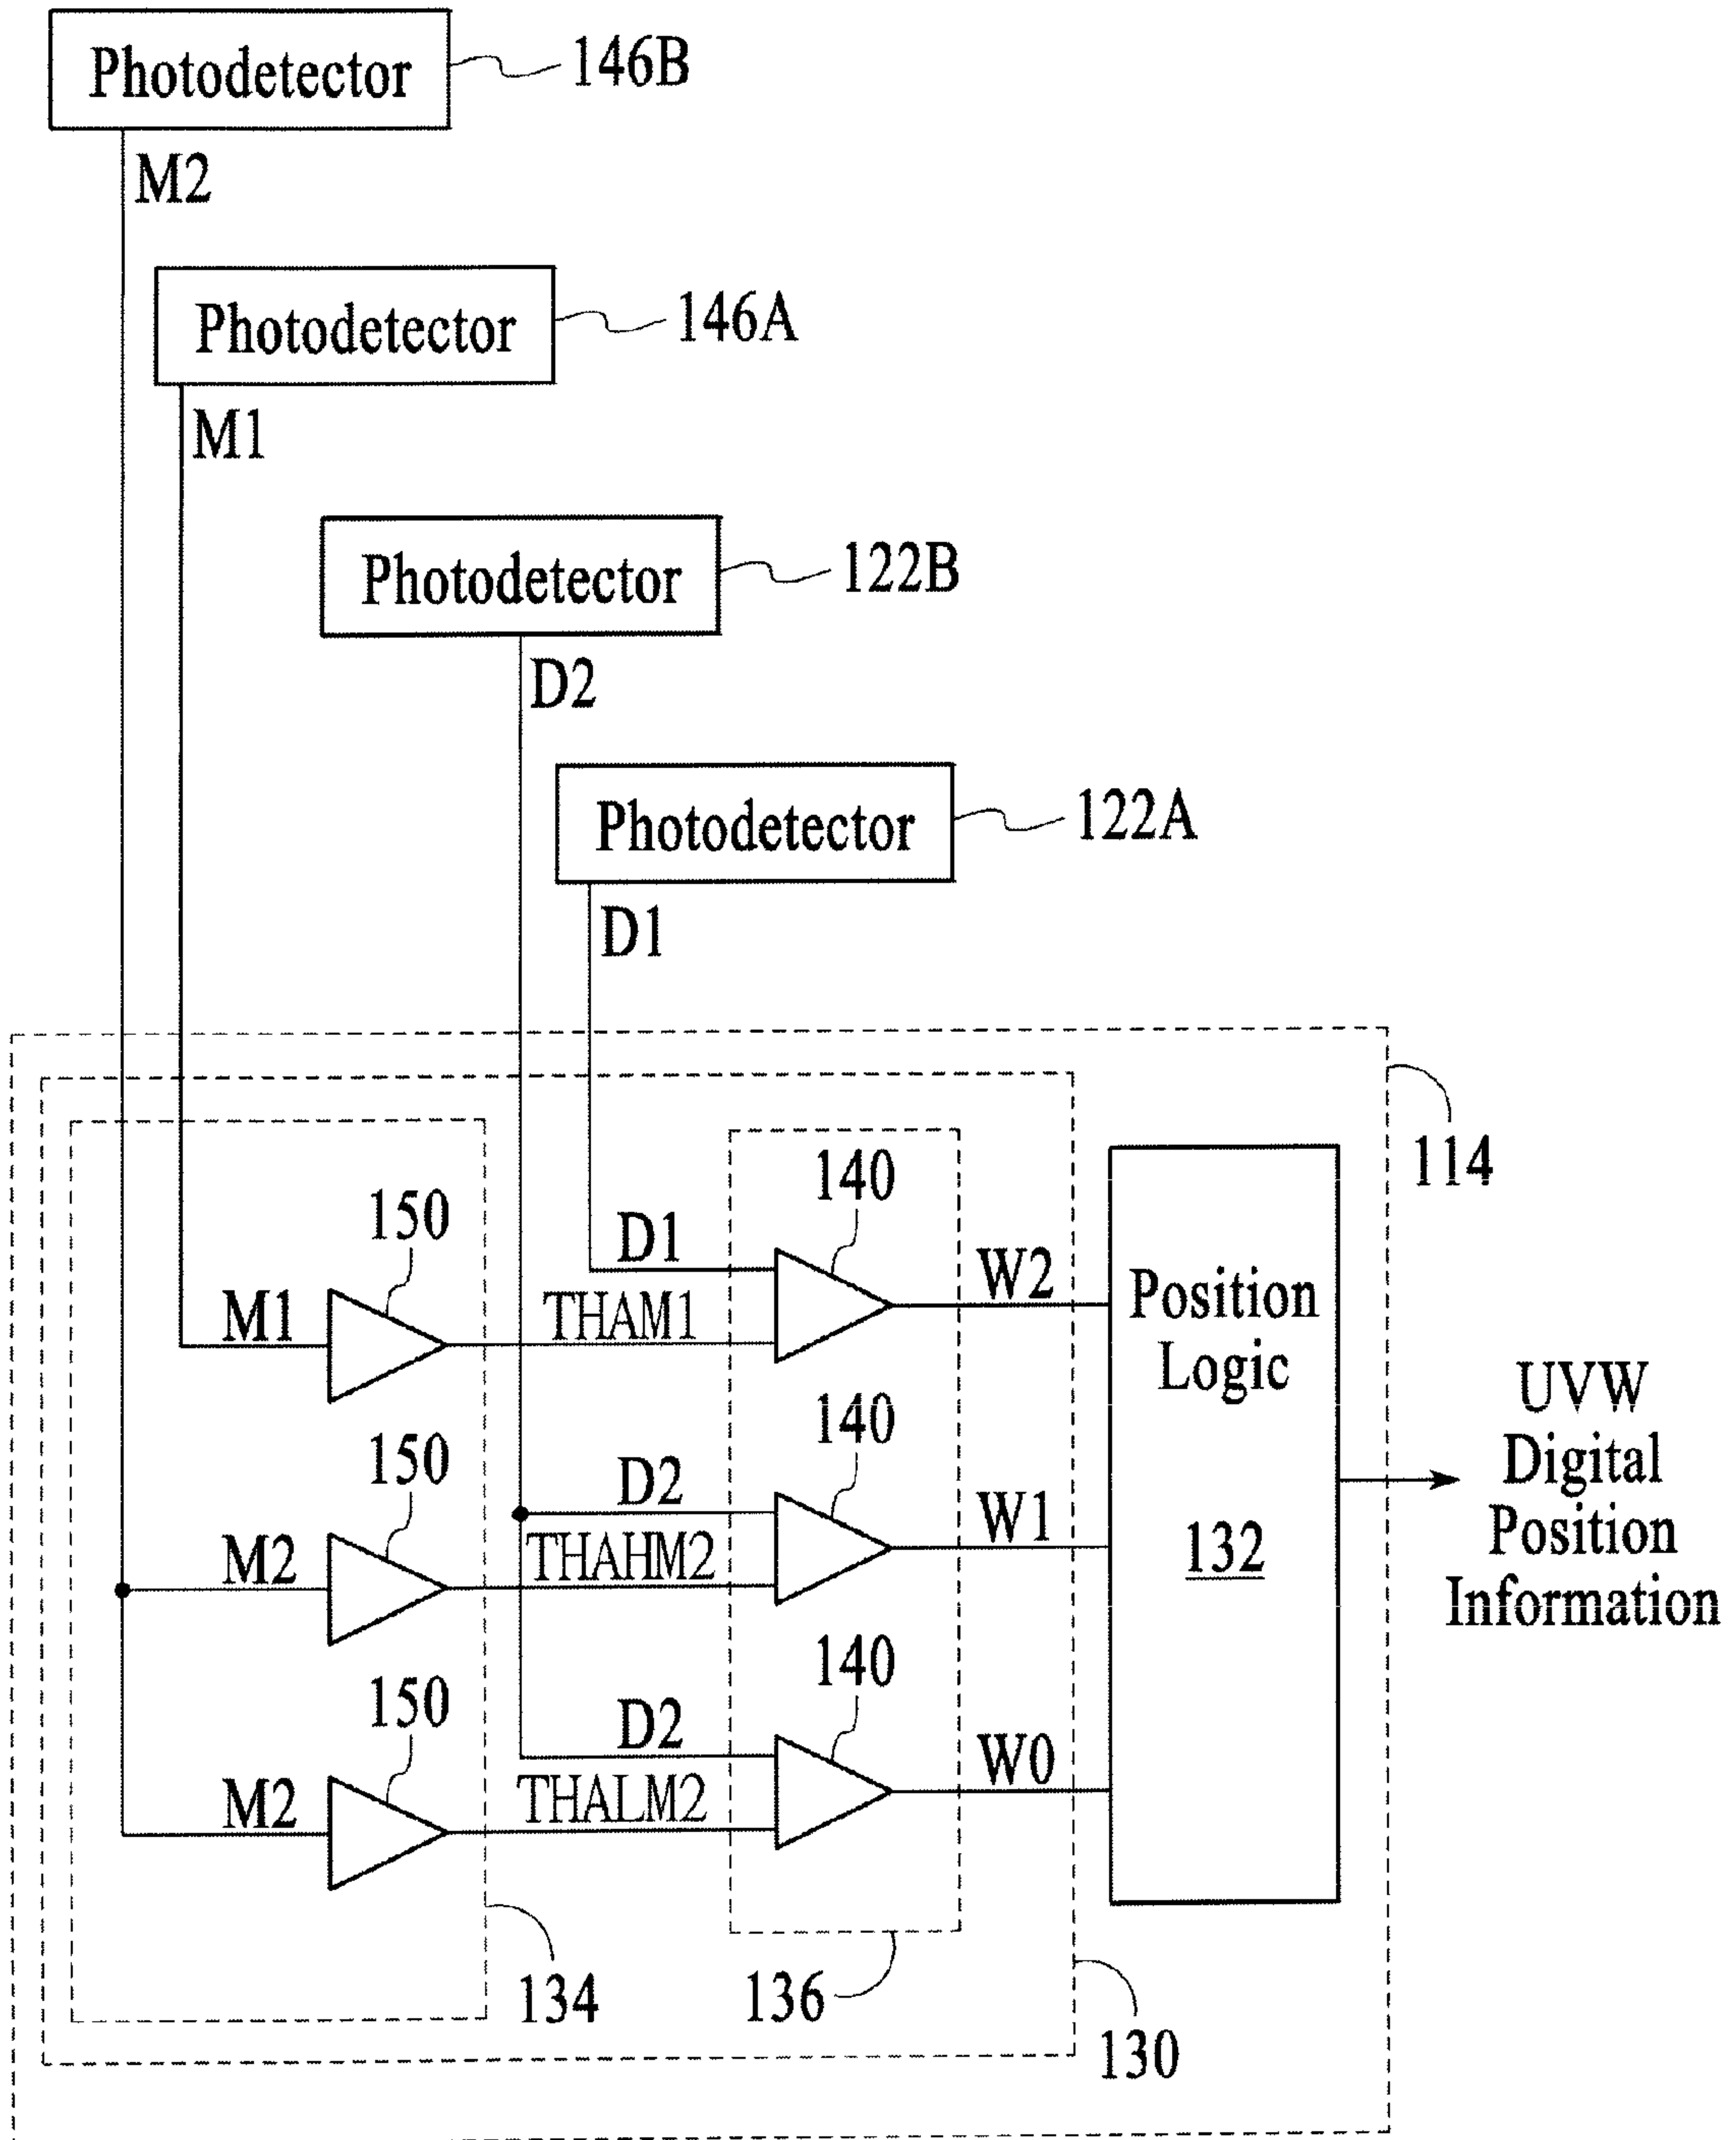 Photodetector
146B
M2
Photodetector
146A
M1
Photodetector
122B
D2
Photodetector
122A
D1
114
140
150
D1
W2
M1
THAM1
Position
Logic
132
UVW
Digital
Position
Information
140
150
D2
W1
M2
THAHM2
140
150
D2
W0
M2
THALM2
134
136
130